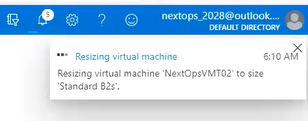 5
?
nextops_2028@outlook....
DEFAULT DIRECTORY
Resizing virtual machine
6:10 AM
Resizing virtual machine 'NextOpsVMT02' to size
'Standard B2s'.